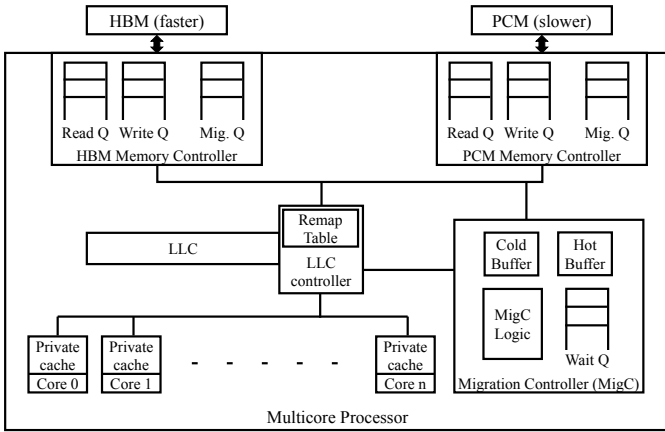 HBM (faster)
PCM (slower)
Read Q Write Q Mig. Q
HBM Memory Controller
Read Q Write Q Mig. Q
PCM Memory Controller
Remap
Table
LLC
controller
LLC
Cold
Buffer
Hot
Buffer
MigC
Logic
Wait Q
Migration Controller (MigC)
Private
cache
Core 0
Private
cache
Core 1
- - - - -
Private
cache
Core n
Multicore Processor